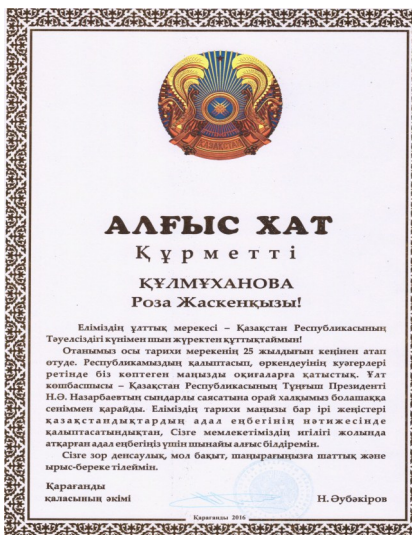 ҚАЗАҚСТАН
АЛҒЫС ХАТ
Құрметті
ҚҰЛМҰХАНОВА
Роза Жаскенқызы!
Еліміздің ұлттық мерекесі – Қазақстан Республикасының
Тәуелсіздігі күнімен шын жүректен құттықтаймын!
Отанымыз осы тарихи мерекенің 25 жылдығын кеңінен атап
өтуде. Республикамыздың қалыптасып, өркендеуінің куәгерлері
ретінде біз көптеген маңызды оқиғаларға қатыстық. Ұлт
көшбасшысы – Қазақстан Республикасының Тұңғыш Президенті
Н.Ә. Назарбаевтың сындарлы саясатына орай халқымыз болашаққа
сеніммен қарайды. Еліміздің тарихи маңызы бар ірі жеңістері
қазақстандықтардың адал еңбегінің нәтижесінде
қалыптасатындықтан, Сізге мемлекетіміздің игілігі жолында
атқарған адал еңбегіңіз үшін шынайы алғыс білдіремін.
Сізге зор денсаулық, мол бақыт, шаңырағыңызға шаттық және
ырыс-береке тілеймін.
Қарағанды
қаласының әкімі
Н.Әубәкіров
Қарағанды 2016